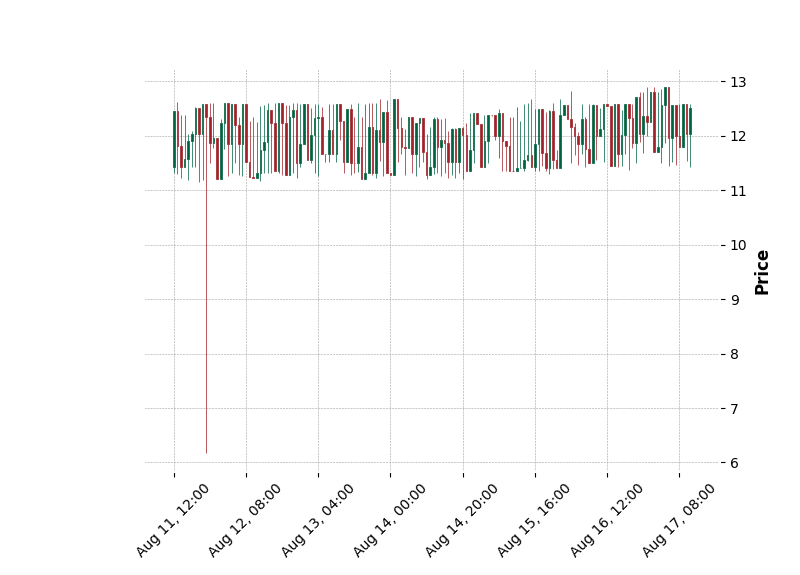 13
12
11
10
9
8
7
6
Price
Aug 11, 12:00
Aug 12, 08:00
Aug 13, 04:00
Aug 14, 00:00
Aug 14, 20:00
Aug 15, 16:00
Aug 16, 12:00
Aug 17, 08:00